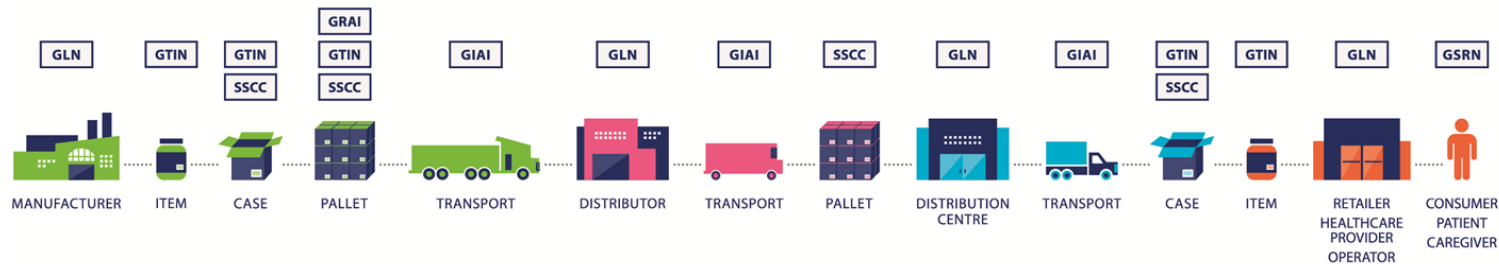 GRAI
GLN GTIN GTIN GTIN GIAI GLN GIAI SSCC GLN GIAI GTIN GTIN GLN GSRN
SSCC SSCC SSCC
MANUFACTURER ITEM CASE PALLET TRANSPORT DISTRIBUTOR TRANSPORT PALLET DISTRIBUTION TRANSPORT CASE ITEM RETAILER CONSUMER
CENTRE HEALTHCARE PATIENT
PROVIDER CAREGIVER
OPERATOR